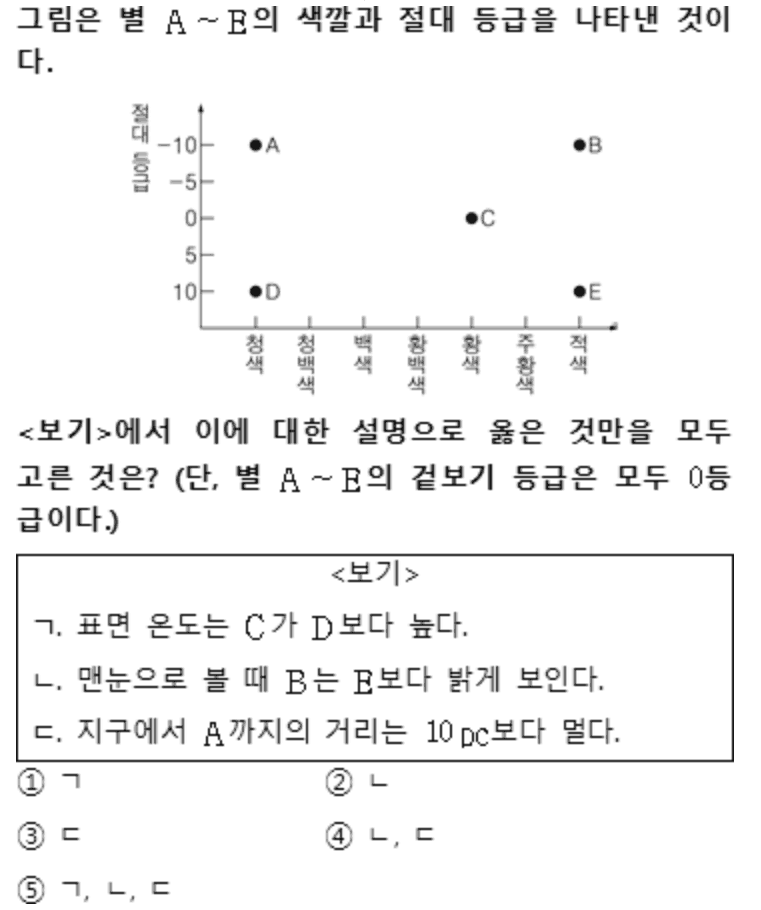 그림은 별 A ~ E의 색깔과 절대 등급을 나타낸 것이
다.
절대 등급
-10
-5
0
5
10
A
B
C
D
E
청색
청백색
백색
황백색
황색
주황색
적색
<보기>에서 이에 대한 설명으로 옳은 것만을 모두
고른 것은? (단, 별 A ~ E의 겉보기 등급은 모두 0등
급이다.)
<보기>
ㄱ. 표면 온도는 C가 D보다 높다.
ㄴ. 맨눈으로 볼 때 B는 E보다 밝게 보인다.
ㄷ. 지구에서 A까지의 거리는 10 pc보다 멀다.
① ㄱ ② ㄴ
③ ㄷ ④ ㄴ, ㄷ
⑤ ㄱ, ㄴ, ㄷ